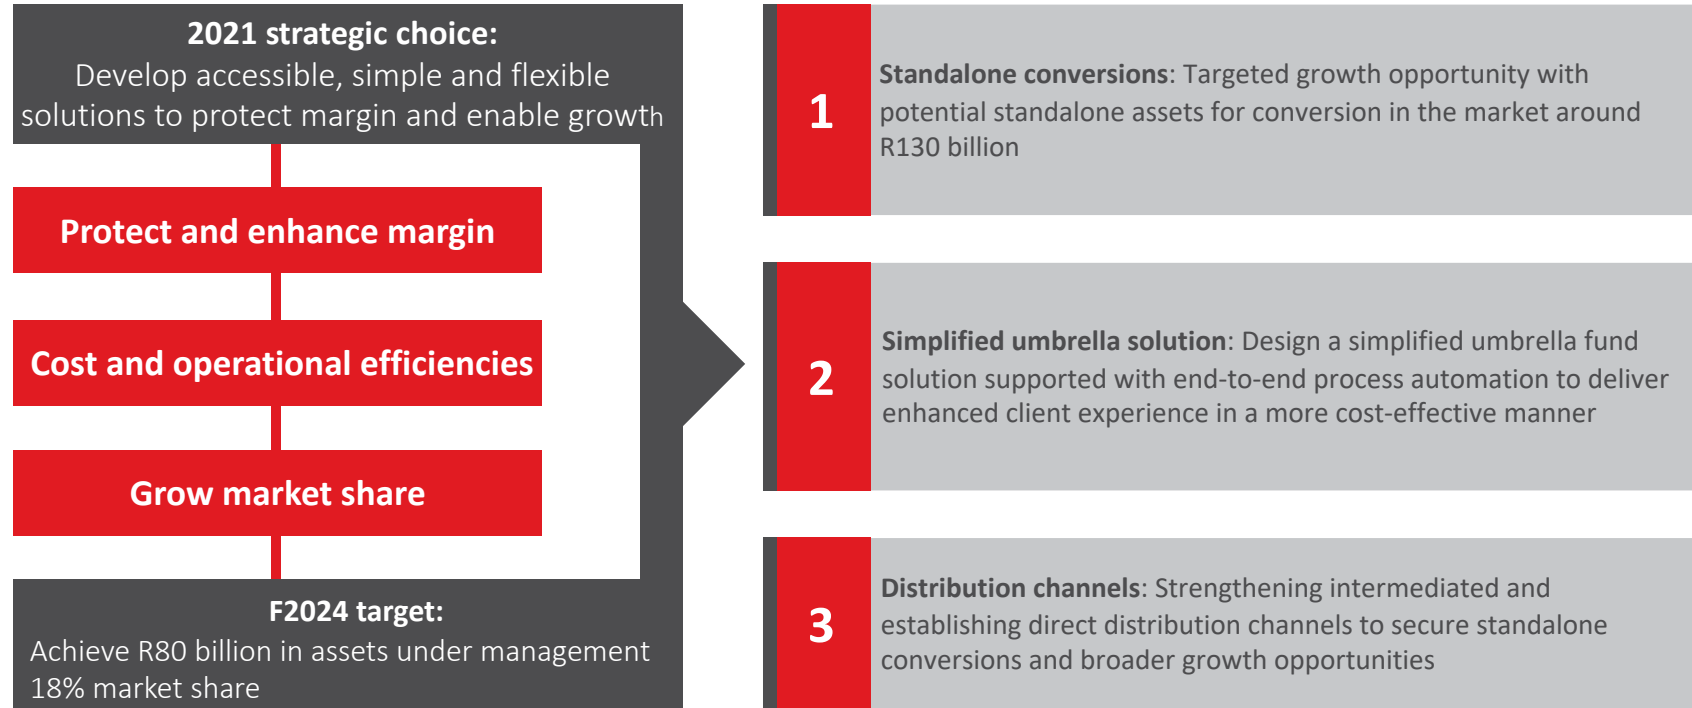 2021 strategic choice:
Develop accessible, simple and flexible
solutions to protect margin and enable growth
Protect and enhance margin
Cost and operational efficiencies
Grow market share
F2024 target:
Achieve R80 billion in assets under management
18% market share
1
Standalone conversions: Targeted growth opportunity with
potential standalone assets for conversion in the market around
R130 billion
2
Simplified umbrella solution: Design a simplified umbrella fund
solution supported with end-to-end process automation to deliver
enhanced client experience in a more cost-effective manner
3
Distribution channels: Strengthening intermediated and
establishing direct distribution channels to secure standalone
conversions and broader growth opportunities